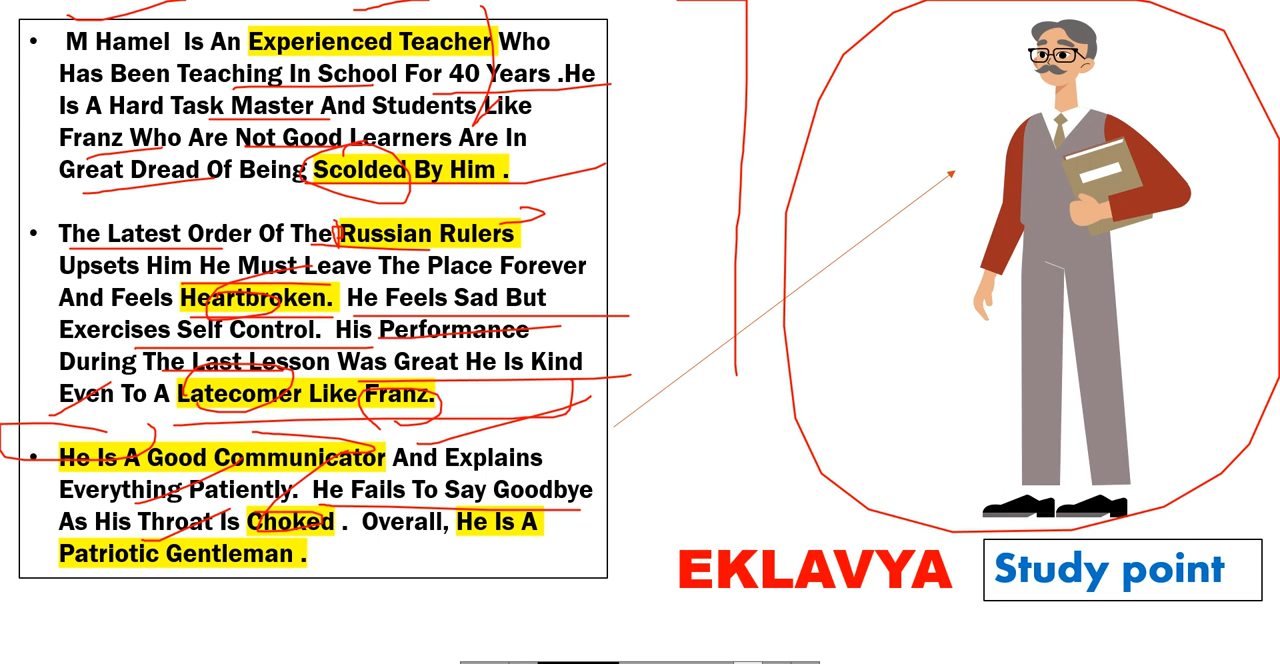 • M Hamel Is An Experienced Teacher Who
Has Been Teaching In School For 40 Years .He
Is A Hard Task Master And Students Like
Franz Who Are Not Good Learners Are In
Great Dread Of Being Scolded By Him .
• The Latest Order Of The Russian Rulers
Upsets Him He Must Leave The Place Forever
And Feels Heartbroken. He Feels Sad But
Exercises Self Control. His Performance
During The Last Lesson Was Great He Is Kind
Even To A Latecomer Like Franz.
• He Is A Good Communicator And Explains
Everything Patiently. He Fails To Say Goodbye
As His Throat Is Choked . Overall, He Is A
Patriotic Gentleman .
EKLAVYA Study point